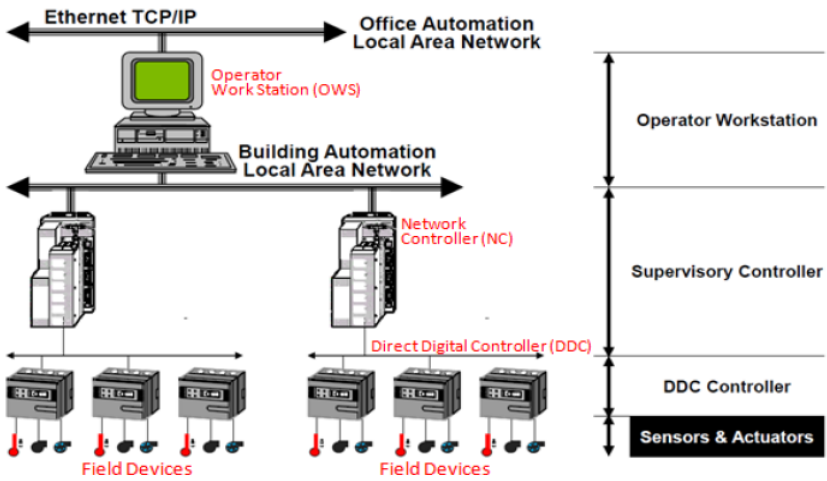 Ethernet TCP/IP
Office Automation
Local Area Network
Operator
Work Station (OWS)
Operator Workstation
Building Automation
Local Area Network
Network
Controller (NC)
Supervisory Controller
Direct Digital Controller (DDC)
DDC Controller
Sensors & Actuators
Field Devices
Field Devices